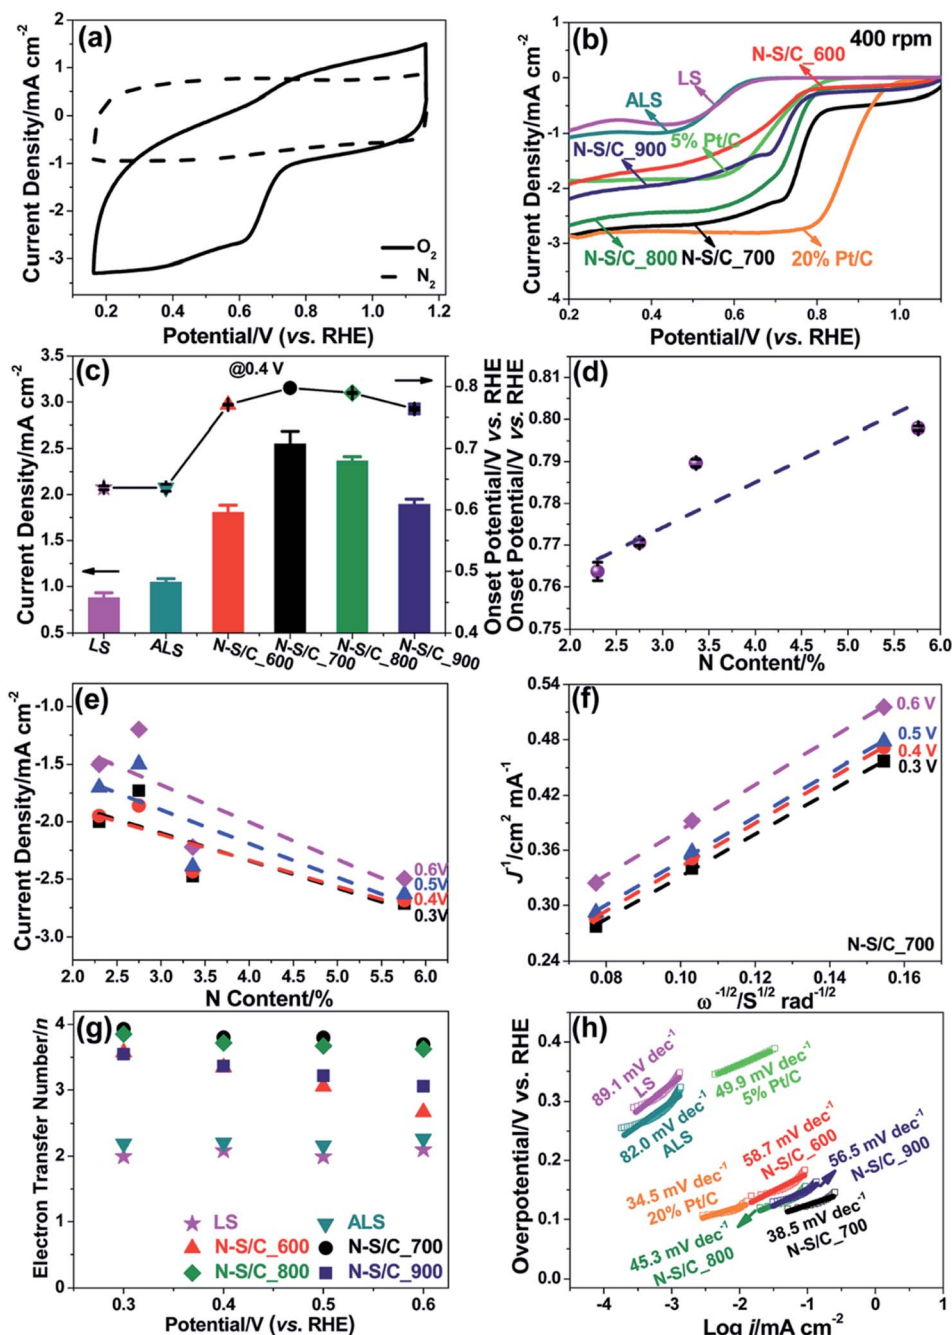 (a)
Current Density/mA cm-2
2
1
0
-1
-2
-3
O2
N2
0.2 0.4 0.6 0.8 1.0 1.2
Potential/V (vs. RHE)
(b)
400 rpm
Current Density/mA cm-2
1
0
-1
-2
-3
-4
N-S/C_600
LS
ALS
5% Pt/C
N-S/C_900
N-S/C_800
N-S/C_700
20% Pt/C
0.2 0.4 0.6 0.8 1.0
Potential/V (vs. RHE)
(c)
@0.4 V
Current Density/mA cm-2
3.5
3.0
2.5
2.0
1.5
1.0
0.5
0.8
0.7
0.6
0.5
0.4
Onset Potential/V vs. RHE
LS
ALS
N-S/C_600
N-S/C_700
N-S/C_800
N-S/C_900
(d)
Onset Potential/V vs. RHE
0.81
0.80
0.79
0.77
0.76
0.75
2.0 2.5 3.0 3.5 4.0 4.5 5.0 5.5 6.0
N Content/%
(e)
Current Density/mA cm-2
-1.0
-1.5
-2.0
-2.5
-3.0
0.6V
0.5V
0.4V
0.3V
2.0 2.5 3.0 3.5 4.0 4.5 5.0 5.5 6.0
N Content/%
(f)
J-1/cm2 mA-1
0.54
0.48
0.42
0.36
0.30
0.24
0.6 V
0.5 V
0.4 V
0.3 V
N-S/C_700
0.08 0.10 0.12 0.14 0.16
ω-1/2/S1/2 rad-1/2
(g)
Electron Transfer Number/n
4
3
2
1
0
LS
ALS
N-S/C_600
N-S/C_700
N-S/C_800
N-S/C_900
0.3 0.4 0.5 0.6
Potential/V (vs. RHE)
(h)
Overpotential/V vs. RHE
0.40
0.30
0.20
0.10
0.00
89.1 mV dec-1
LS
82.0 mV dec-1
ALS
49.9 mV dec-1
5% Pt/C
58.7 mV dec-1
N-S/C_600
56.5 mV dec-1
N-S/C_900
34.5 mV dec-1
20% Pt/C
45.3 mV dec-1
N-S/C_800
38.5 mV dec-1
N-S/C_700
-4 -3 -2 -1 0 1
Log j/mA cm-2